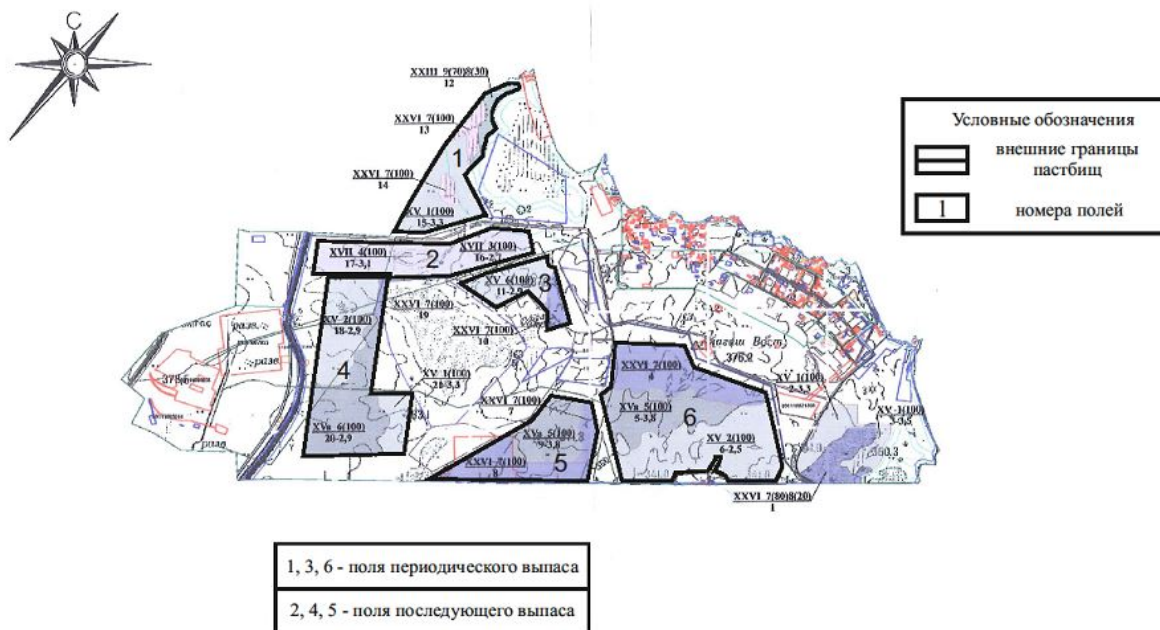 С
XXIII 9(70)8(30)
12
XXVI 7(100)
13
1
XXVI 7(100)
14
XV 1(100)
15-3,3
Условные обозначения
внешние границы
пастбищ
1
номера полей
XVII 4(100)
17-3,1
2
XVII 3(100)
XV 6(100)
11-2,9
3
XXVI 7(100)
19
XV 2(100)
18-2,9
XXVI 7(100)
10
4
XV 1(100)
21-3,3
XXVI 7(100)
7
XVa 6(100)
20-2,9
XVa 5(100)
9-3,8
XXVI 7(100)
8
5
XXVI 7(100)
4
XVa 5(100)
5-3,8
6
XV 2(100)
6-2,5
Вост.
376.2
XV 1(100)
2-3,3
XV 1(100)
3-3,5
XXVI 7(80)8(20)
1
1, 3, 6 - поля периодического выпаса
2, 4, 5 - поля последующего выпаса